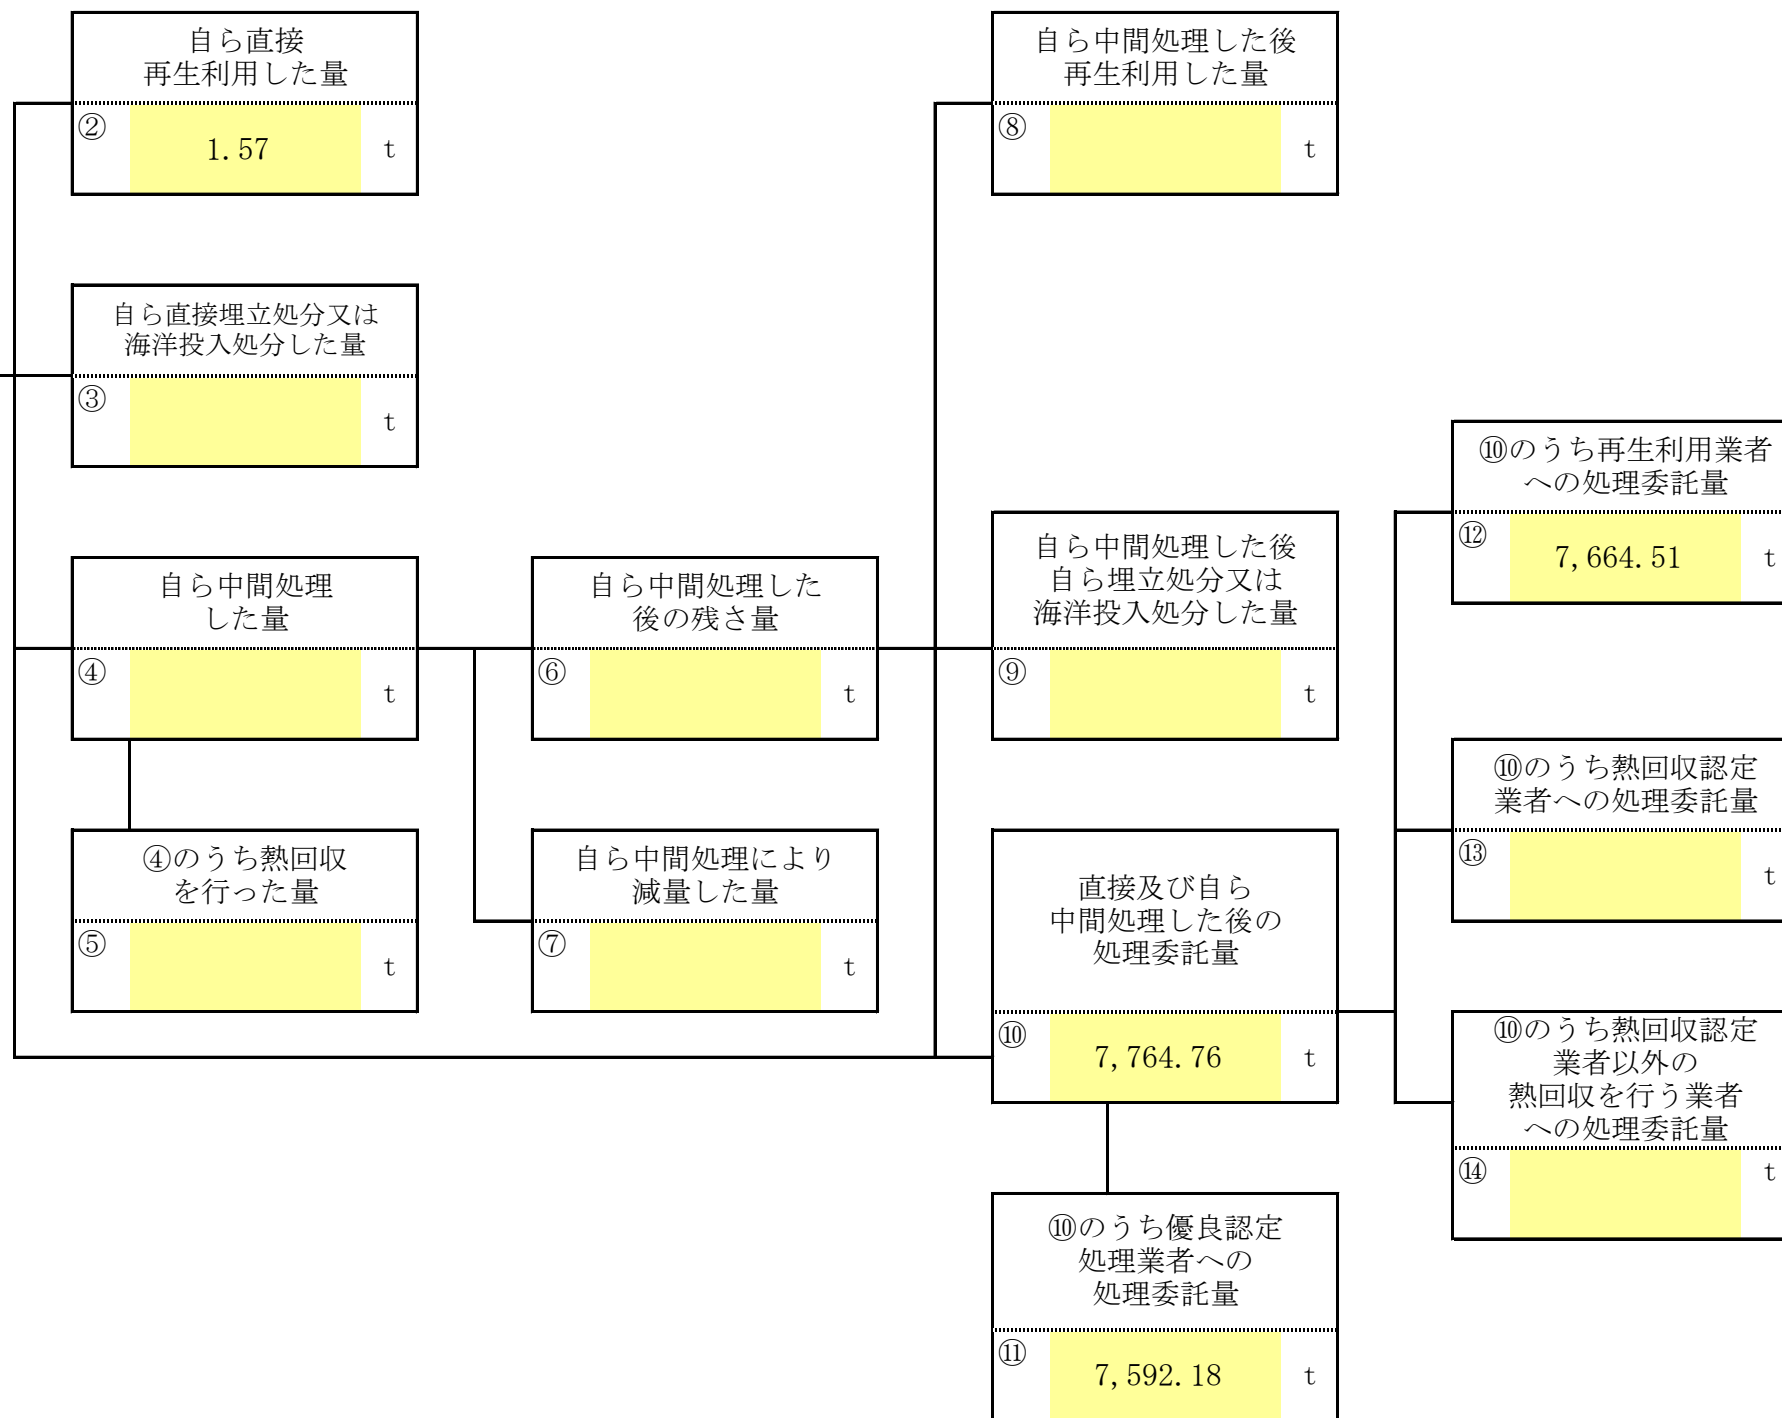 自ら直接
再生利用した量
②
1.57
t
自ら中間処理した後
再生利用した量
⑧
t
自ら直接埋立処分又は
海洋投入処分した量
③
t
⑩のうち再生利用業者
への処理委託量
⑫
7,664.51
t
自ら中間処理
した量
④
t
自ら中間処理した
後の残さ量
⑥
t
自ら中間処理した後
自ら埋立処分又は
海洋投入処分した量
⑨
t
⑩のうち熱回収認定
業者への処理委託量
⑬
t
④のうち熱回収
を行った量
⑤
t
自ら中間処理により
減量した量
⑦
t
直接及び自ら
中間処理した後の
処理委託量
⑩
7,764.76
t
⑩のうち熱回収認定
業者以外の
熱回収を行う業者
への処理委託量
⑭
t
⑩のうち優良認定
処理業者への
処理委託量
⑪
7,592.18
t